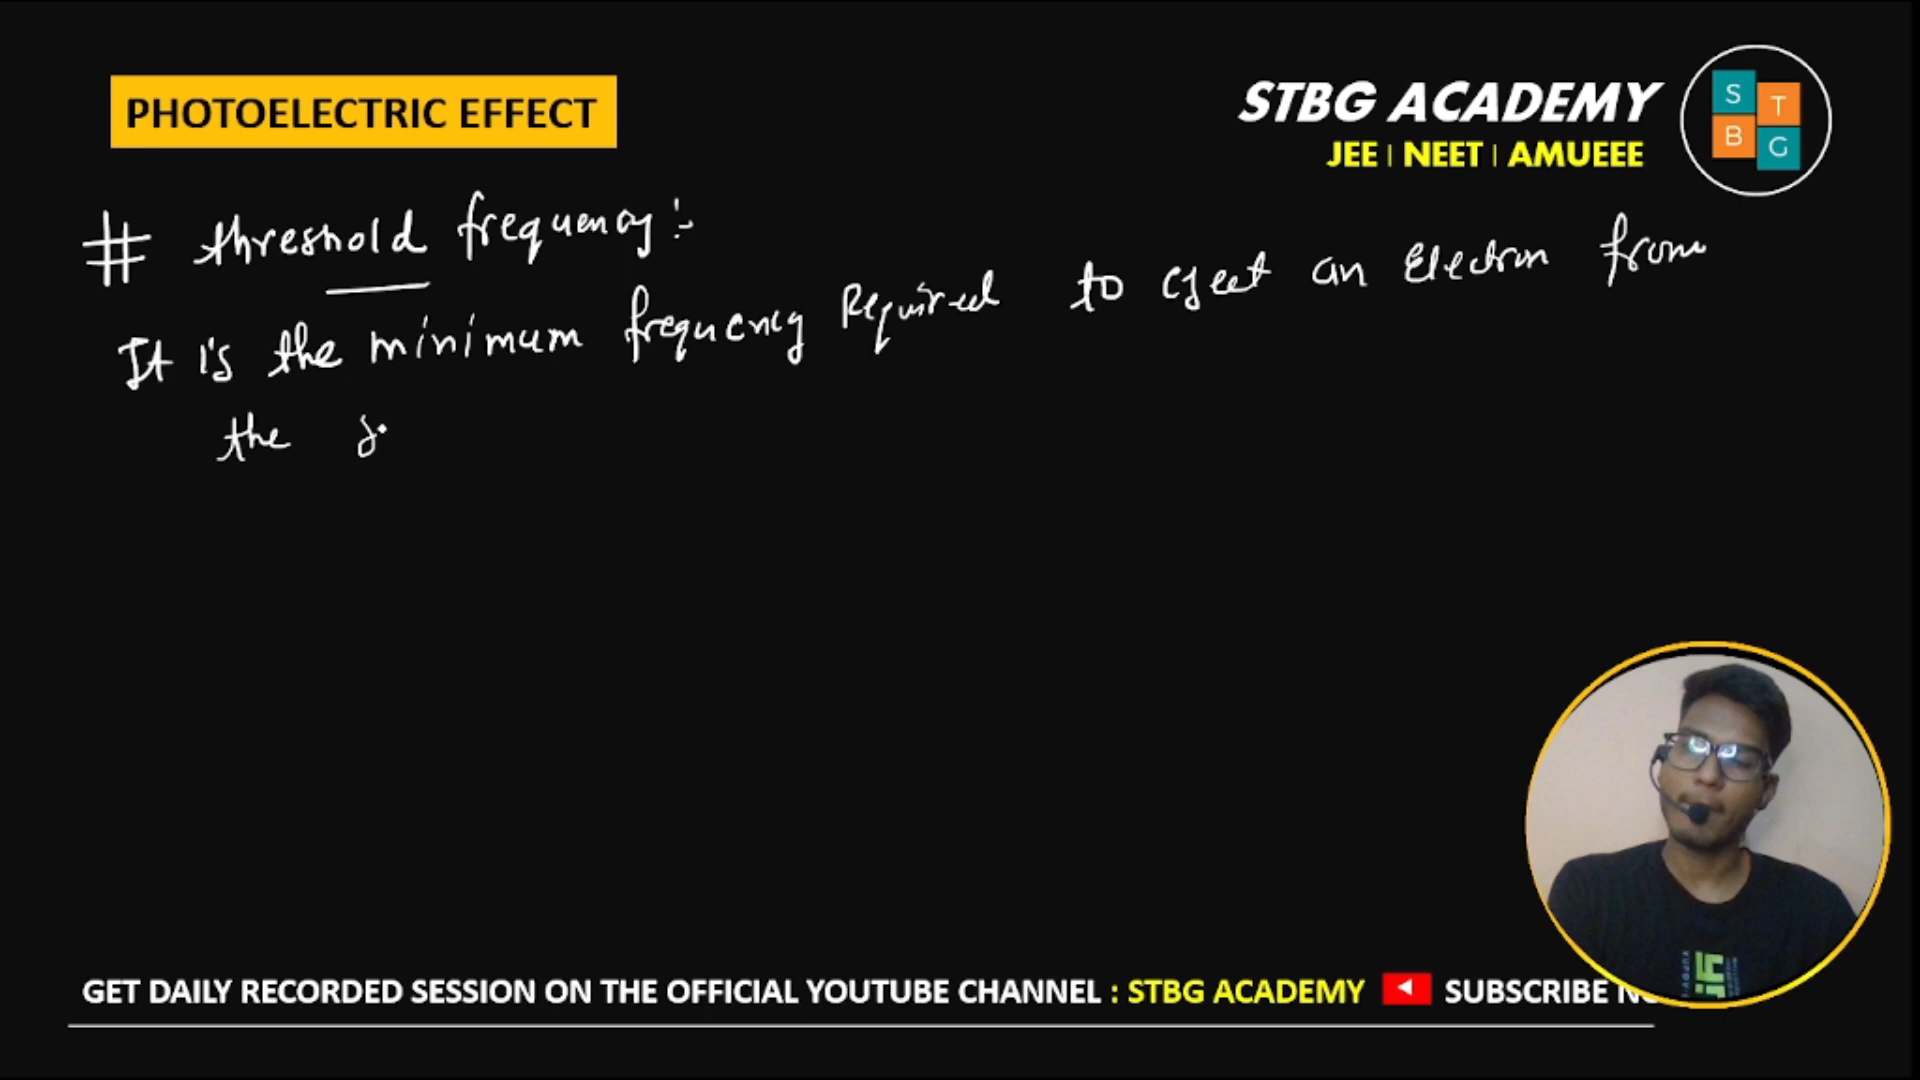 PHOTOELECTRIC EFFECT
STBG ACADEMY
JEE | NEET | AMUEEE
S T
B G
# threshold frequency:-
It is the minimum frequency Required to eject an Electron from
the
GET DAILY RECORDED SESSION ON THE OFFICIAL YOUTUBE CHANNEL : STBG ACADEMY SUBSCRIBE